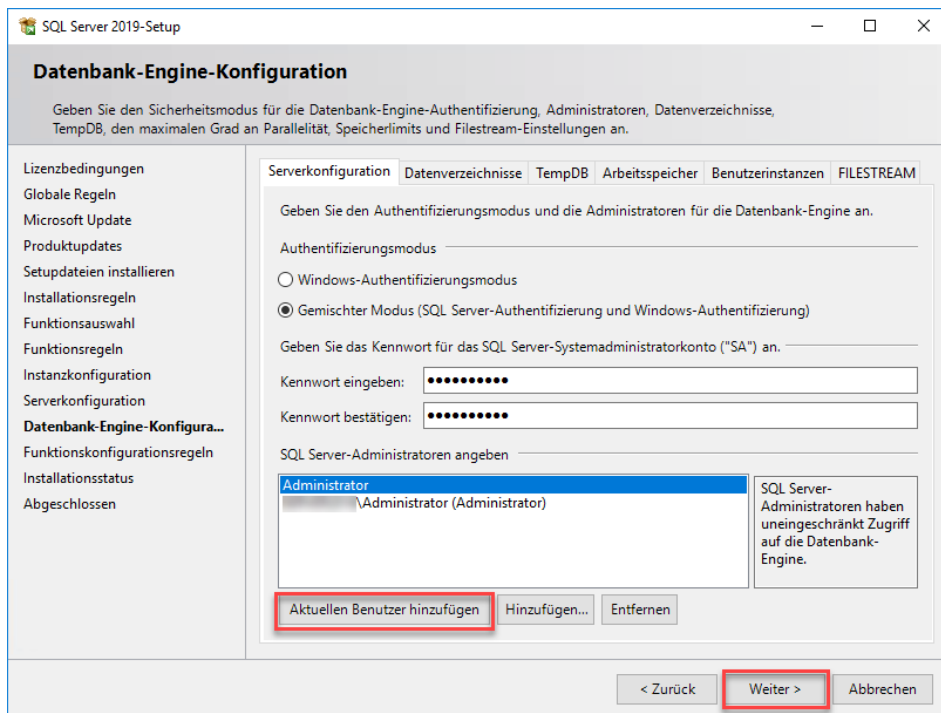 SQL Server 2019-Setup
Datenbank-Engine-Konfiguration
Geben Sie den Sicherheitsmodus für die Datenbank-Engine-Authentifizierung, Administratoren, Datenverzeichnisse,
TempDB, den maximalen Grad an Parallelität, Speicherlimits und Filestream-Einstellungen an.
Lizenzbedingungen
Globale Regeln
Microsoft Update
Produktupdates
Setupdateien installieren
Installationsregeln
Funktionsauswahl
Funktionsregeln
Instanzkonfiguration
Serverkonfiguration
Datenbank-Engine-Konfigura...
Funktionskonfigurationsregeln
Installationsstatus
Abgeschlossen
Serverkonfiguration Datenverzeichnisse TempDB Arbeitsspeicher Benutzerinstanzen FILESTREAM
Geben Sie den Authentifizierungsmodus und die Administratoren für die Datenbank-Engine an.
Authentifizierungsmodus
Windows-Authentifizierungsmodus
Gemischter Modus (SQL Server-Authentifizierung und Windows-Authentifizierung)
Geben Sie das Kennwort für das SQL Server-Systemadministratorkonto ("SA") an.
Kennwort eingeben: ●●●●●●●●●●
Kennwort bestätigen: ●●●●●●●●●●
SQL Server-Administratoren angeben
Administrator
\Administrator (Administrator)
SQL Server-
Administratoren haben
uneingeschränkt Zugriff
auf die Datenbank-
Engine.
Aktuellen Benutzer hinzufügen Hinzufügen... Entfernen
< Zurück Weiter > Abbrechen